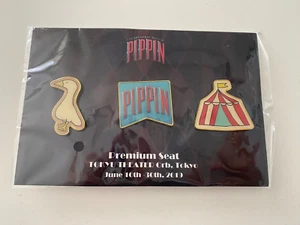 PIPPIN
PIPPIN
Premium Seat
TOKYU THEATER Orb, Tokyo
June 10th -30th, 2019